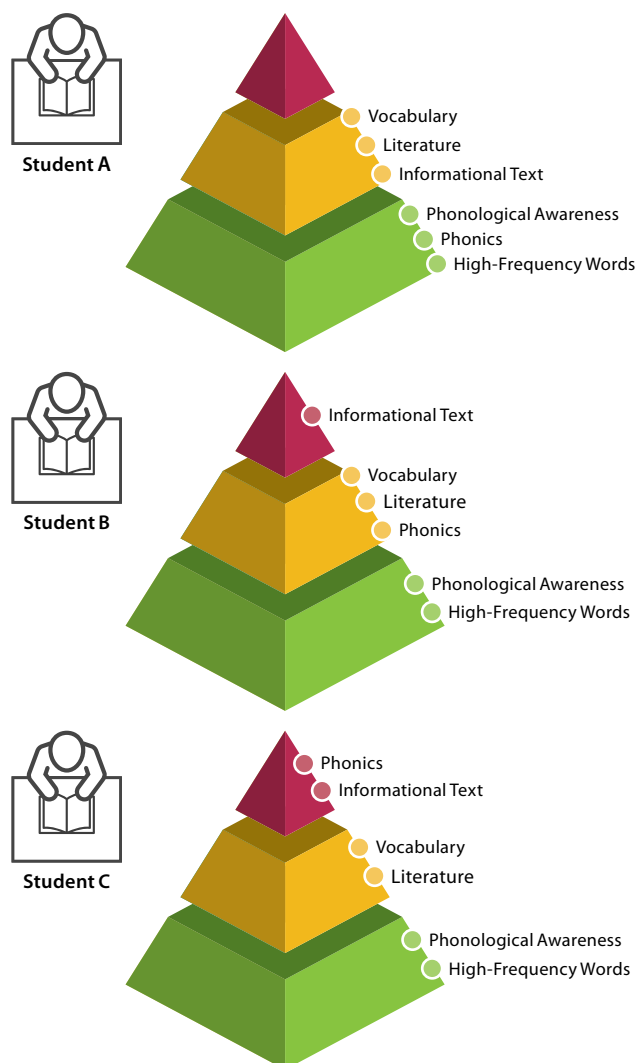 Student A
Vocabulary
Literature
Informational Text
Phonological Awareness
Phonics
High-Frequency Words
Student B
Informational Text
Vocabulary
Literature
Phonics
Phonological Awareness
High-Frequency Words
Student C
Phonics
Informational Text
Vocabulary
Literature
Phonological Awareness
High-Frequency Words